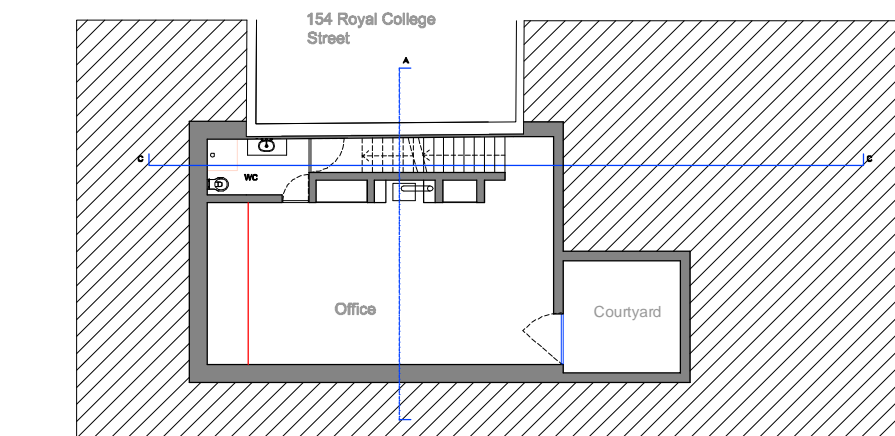 154 Royal College
Street
A
C
C
WC
Office
Courtyard